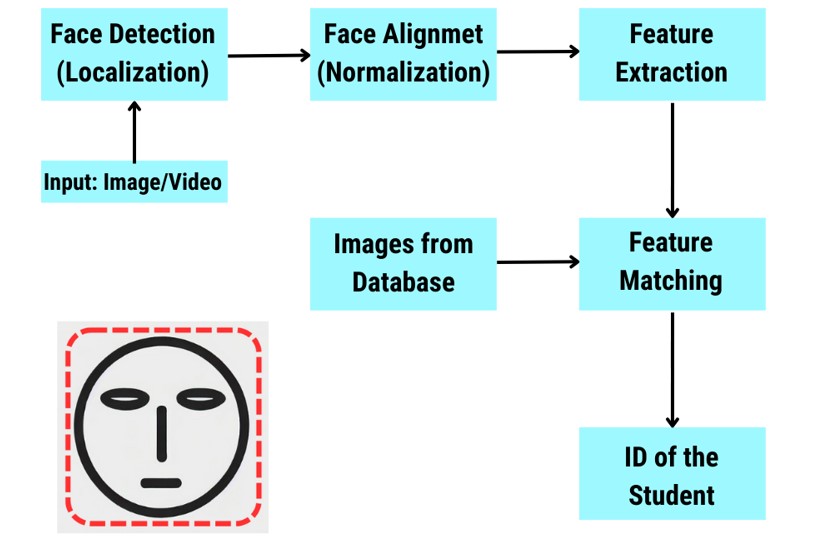 Face Detection
(Localization)
Face Alignmet
(Normalization)
Feature
Extraction
Input: Image/Video
Images from
Database
Feature
Matching
ID of the
Student